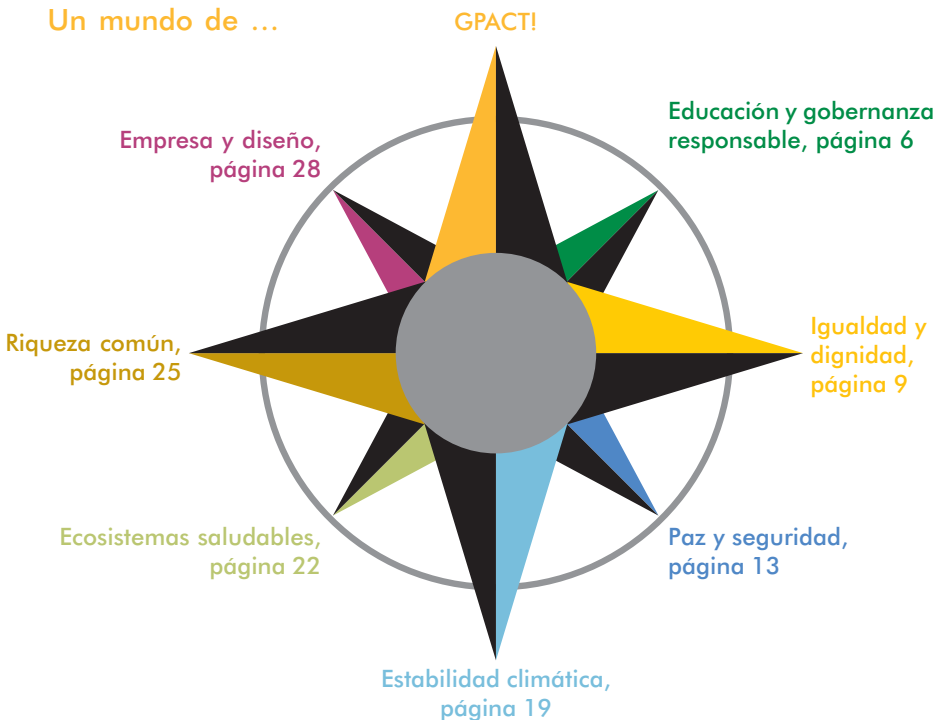 Un mundo de ...
GPACT!
Educación y gobernanza
responsable, página 6
Igualdad y
dignidad,
página 9
Paz y seguridad,
página 13
Estabilidad climática,
página 19
Ecosistemas saludables,
página 22
Riqueza común,
página 25
Empresa y diseño,
página 28